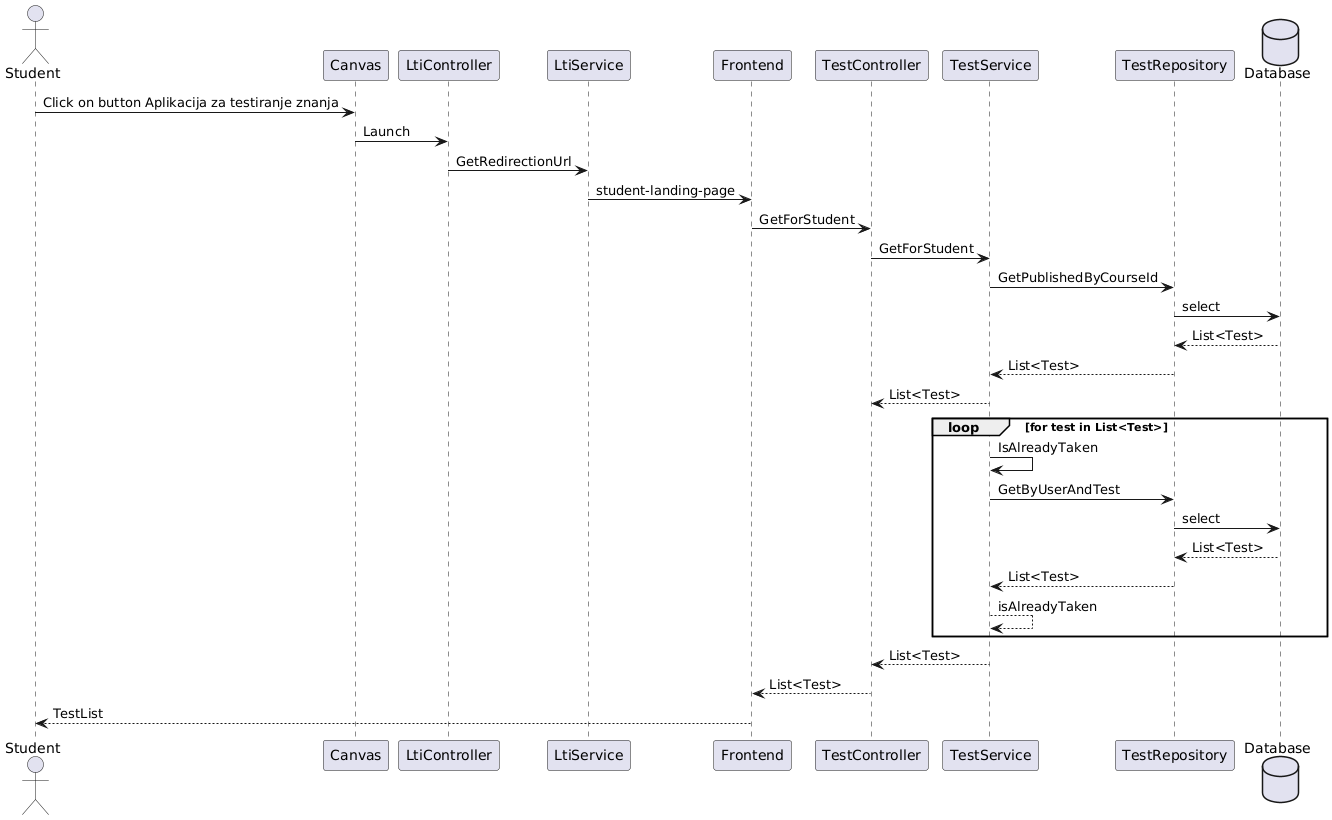 Student
Canvas
LtiController
LtiService
Frontend
TestController
TestService
TestRepository
Database
Click on button Aplikacija za testiranje znanja
Launch
GetRedirectionUrl
student-landing-page
GetForStudent
GetForStudent
GetPublishedByCourseId
select
List<Test>
List<Test>
List<Test>
loop [for test in List<Test>]
IsAlreadyTaken
GetByUserAndTest
select
List<Test>
List<Test>
isAlreadyTaken
List<Test>
List<Test>
TestList
Student
Canvas
LtiController
LtiService
Frontend
TestController
TestService
TestRepository
Database